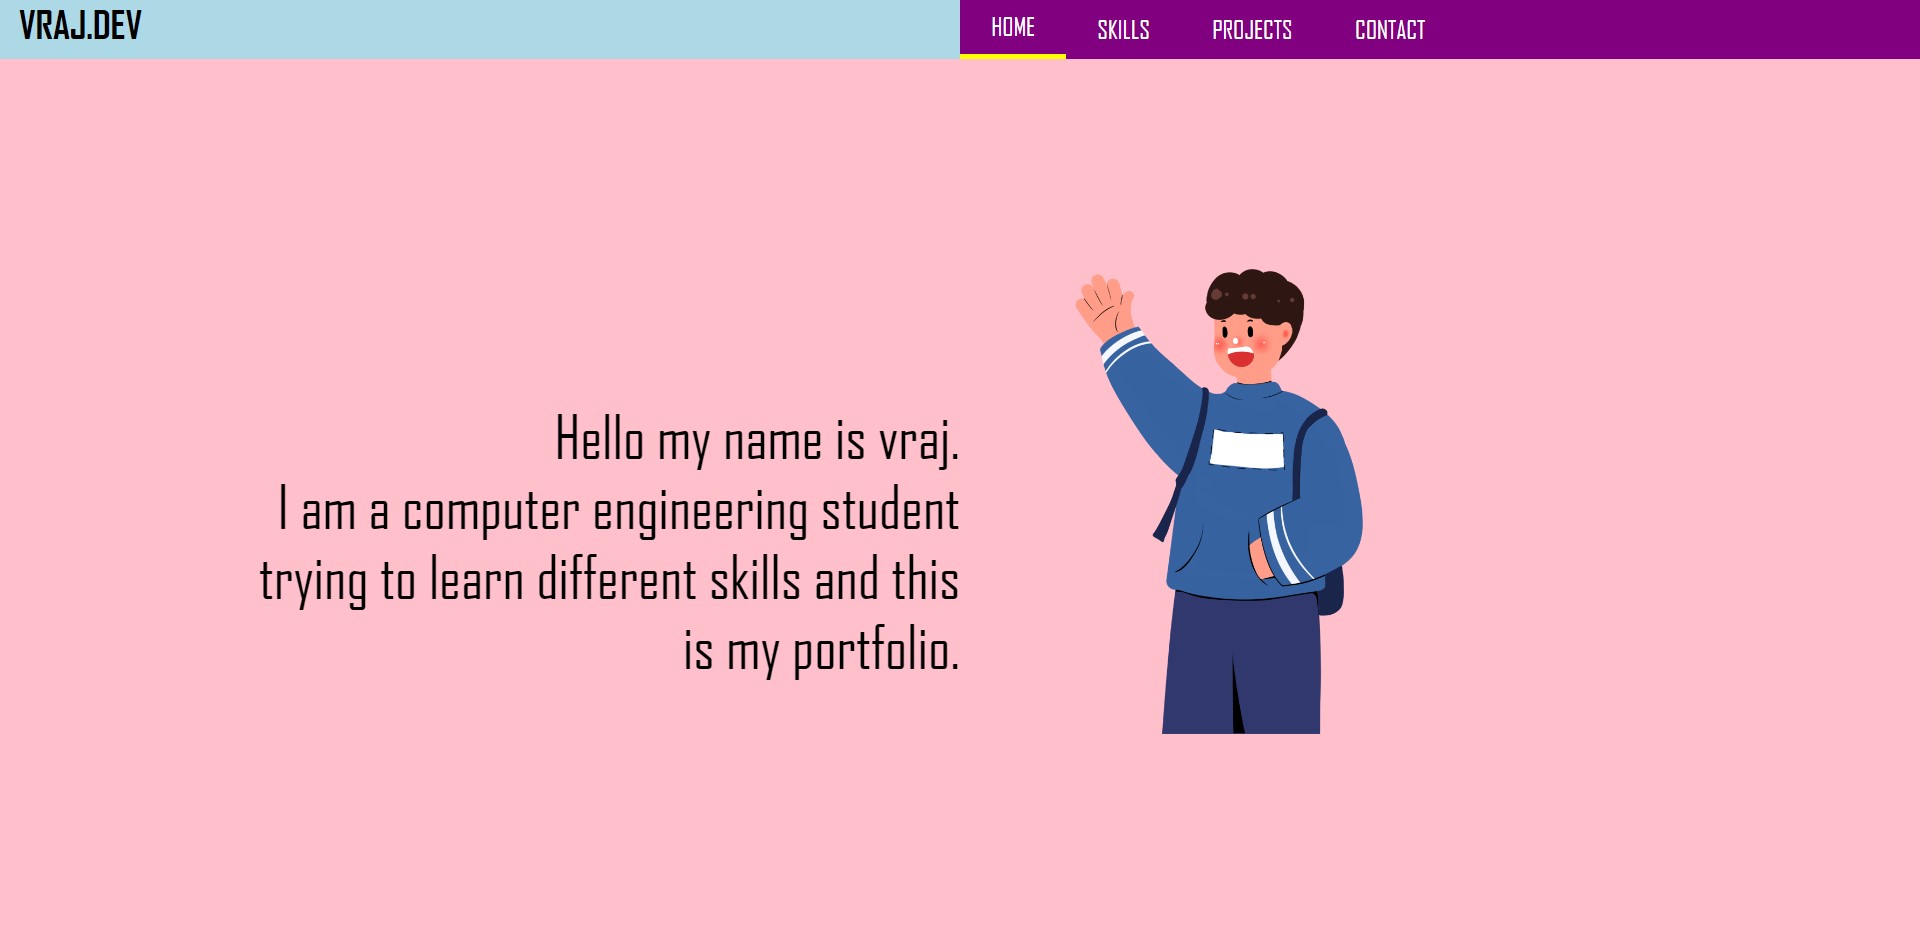 VRAJ.DEV
HOME SKILLS PROJECTS CONTACT
Hello my name is vraj.
I am a computer engineering student
trying to learn different skills and this
is my portfolio.